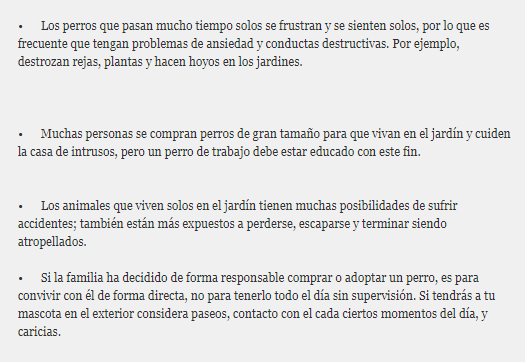 • Los perros que pasan mucho tiempo solos se frustran y se sienten solos, por lo que es
frecuente que tengan problemas de ansiedad y conductas destructivas. Por ejemplo,
destrozan rejas, plantas y hacen hoyos en los jardines.
• Muchas personas se compran perros de gran tamaño para que vivan en el jardín y cuiden
la casa de intrusos, pero un perro de trabajo debe estar educado con este fin.
• Los animales que viven solos en el jardín tienen muchas posibilidades de sufrir
accidentes; también están más expuestos a perderse, escaparse y terminar siendo
atropellados.
• Si la familia ha decidido de forma responsable comprar o adoptar un perro, es para
convivir con él de forma directa, no para tenerlo todo el día sin supervisión. Si tendrás a tu
mascota en el exterior considera paseos, contacto con el cada ciertos momentos del día, y
caricias.